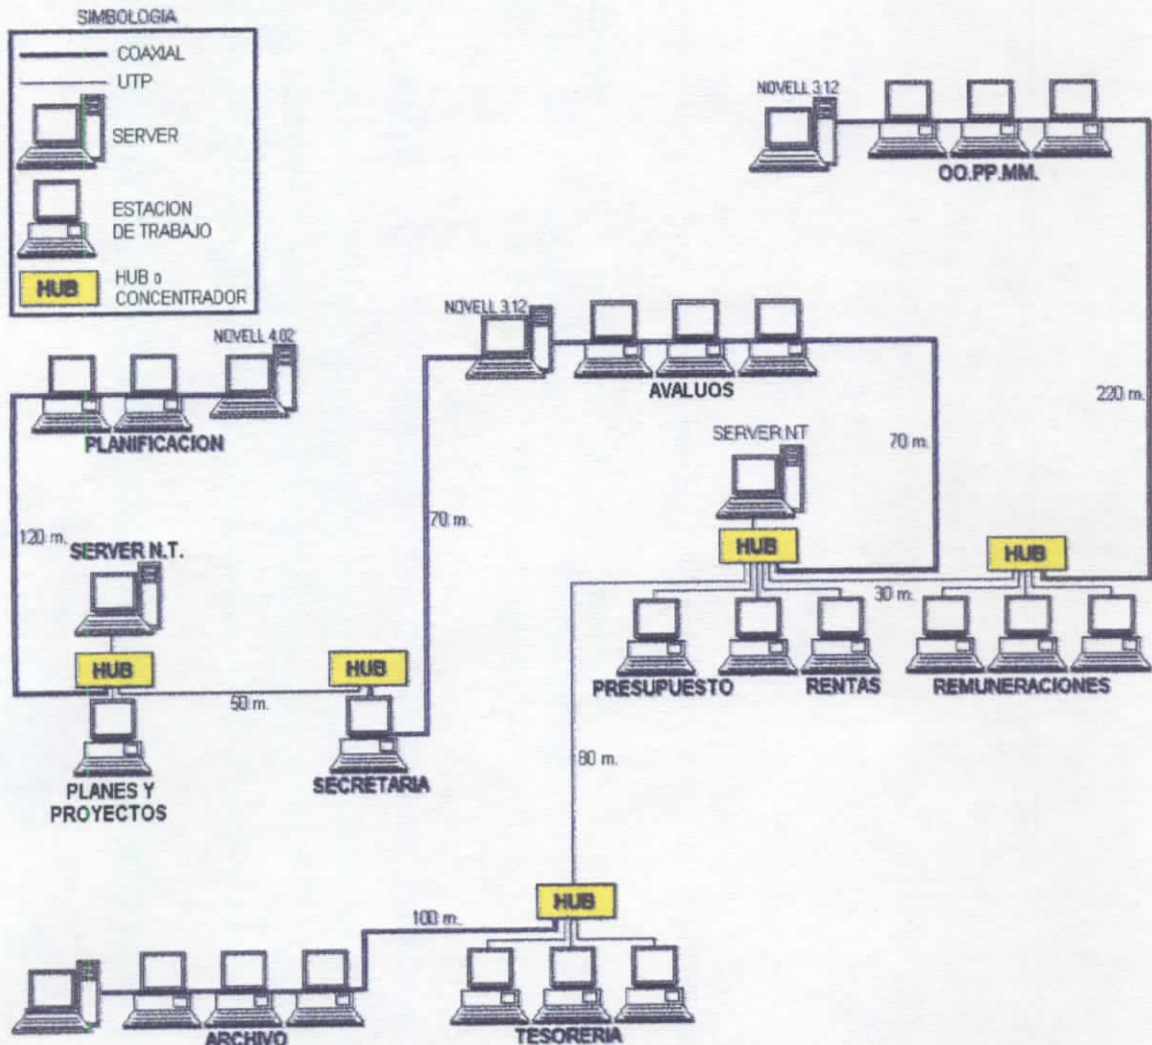 SIMBOLOGIA
COAXIAL
UTP
SERVER
ESTACION
DE TRABAJO
HUB
HUB o
CONCENTRADOR
NOVELL 3,12
OO.PP.MM.
220 m.
NOVELL 4.02
PLANIFICACION
120 m.
NOVELL 3,12
AVALUOS
70 m.
70 m.
SERVER NT
HUB
HUB
30 m.
PRESUPUESTO
RENTAS
REMUNERACIONES
SERVER N.T.
HUB
HUB
50 m.
PLANES Y
PROYECTOS
SECRETARIA
80 m.
HUB
100 m.
ARCHIVO
TESORERIA